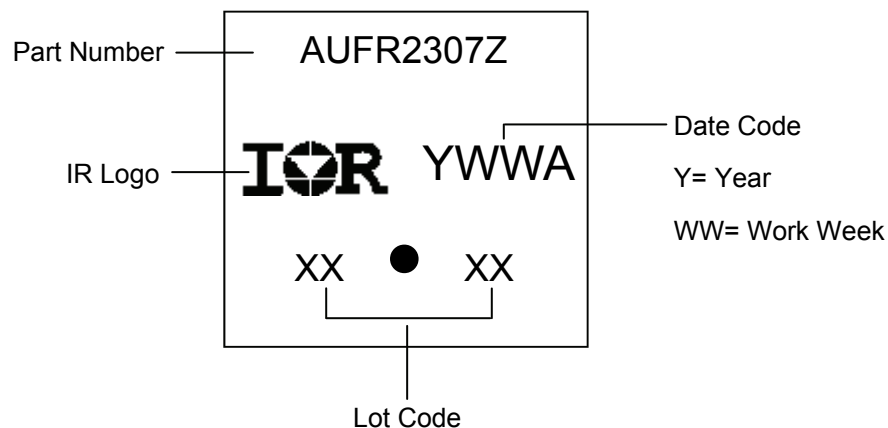 Part Number
AUFR2307Z
IR Logo
IOR
YWWA
Date Code
Y= Year
WW= Work Week
XX ● XX
Lot Code